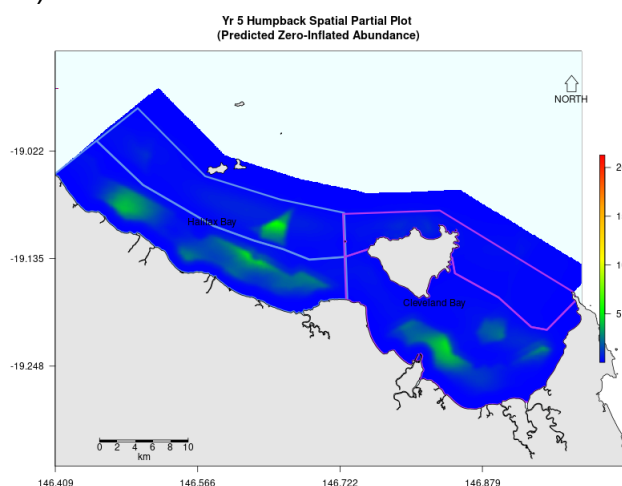 Yr 5 Humpback Spatial Partial Plot
(Predicted Zero-Inflated Abundance)
NORTH
-19.022
-19.135
-19.248
Halifax Bay
Cleveland Bay
2
1
1
5
0 2 4 6 8 10
km
146.409 146.566 146.722 146.879